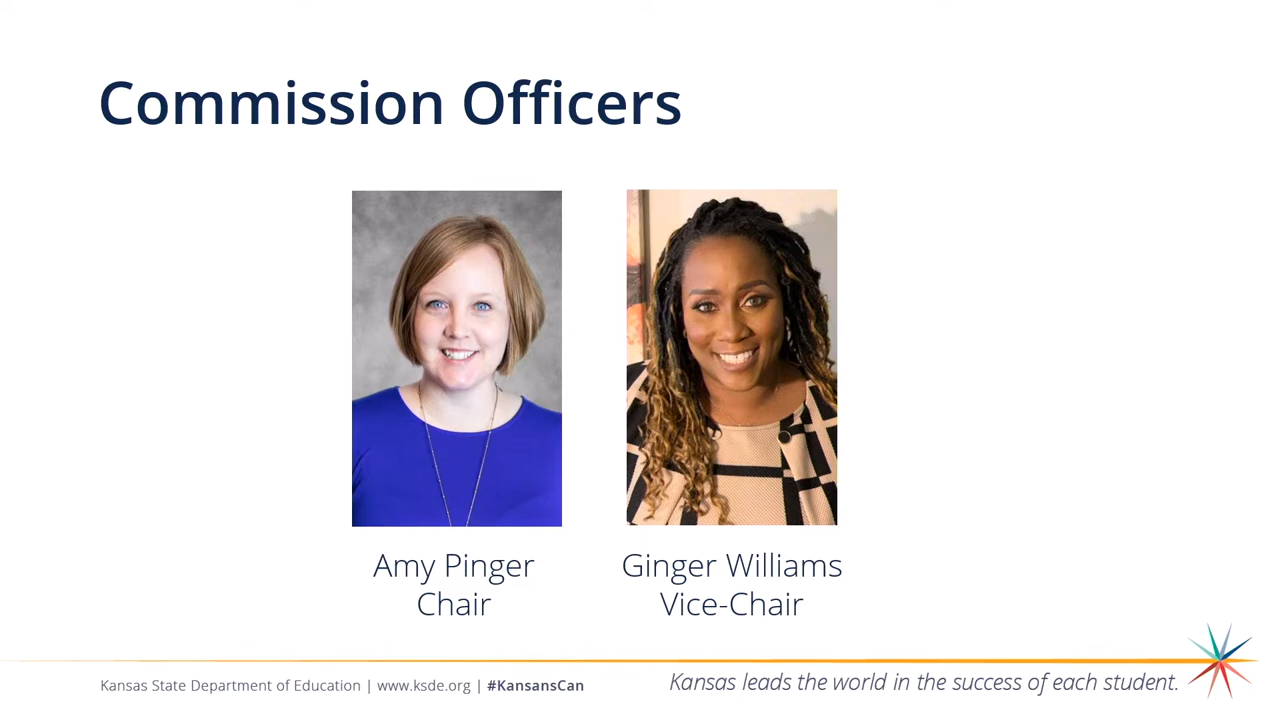 Commission Officers
Amy Pinger
Chair
Ginger Williams
Vice-Chair
Kansas State Department of Education | www.ksde.org | #KansansCan
Kansas leads the world in the success of each student.